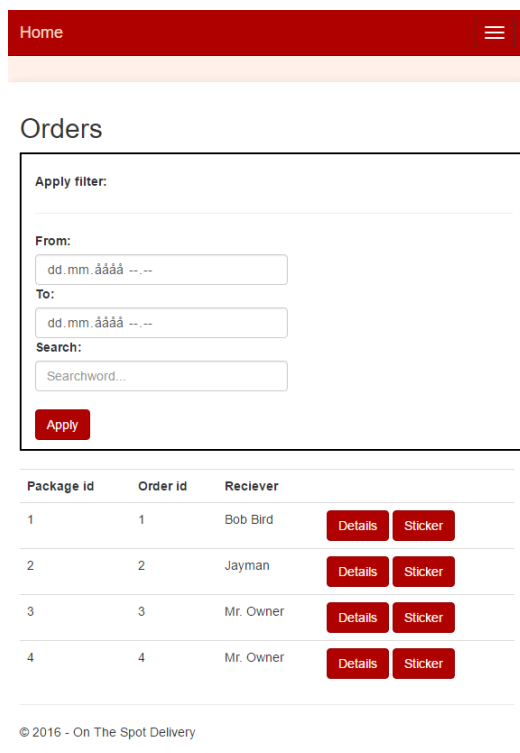 Home
Orders
Apply filter:
From:
dd.mm.åååå --.--
To:
dd.mm.åååå --.--
Search:
Searchword...
Apply
Package id Order id Reciever
1 1 Bob Bird Details Sticker
2 2 Jayman Details Sticker
3 3 Mr. Owner Details Sticker
4 4 Mr. Owner Details Sticker
© 2016 - On The Spot Delivery